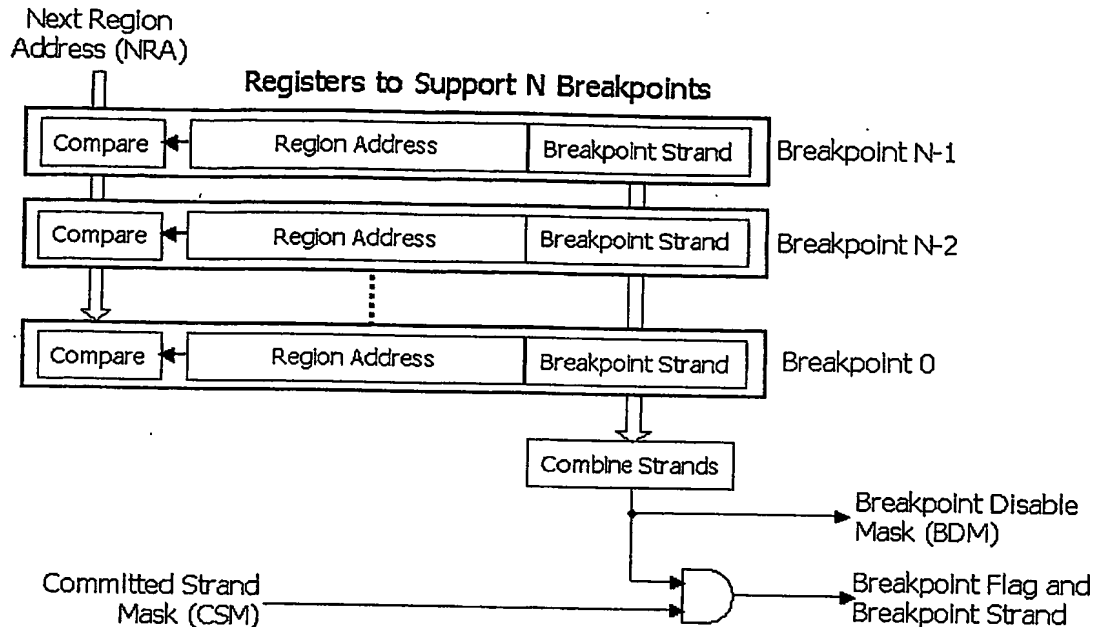 Next Region
Address (NRA)
Registers to Support N Breakpoints
Compare Region Address Breakpoint Strand Breakpoint N-1
Compare Region Address Breakpoint Strand Breakpoint N-2
Compare Region Address Breakpoint Strand Breakpoint 0
Combine Strands
Breakpoint Disable
Mask (BDM)
Committed Strand
Mask (CSM)
Breakpoint Flag and
Breakpoint Strand